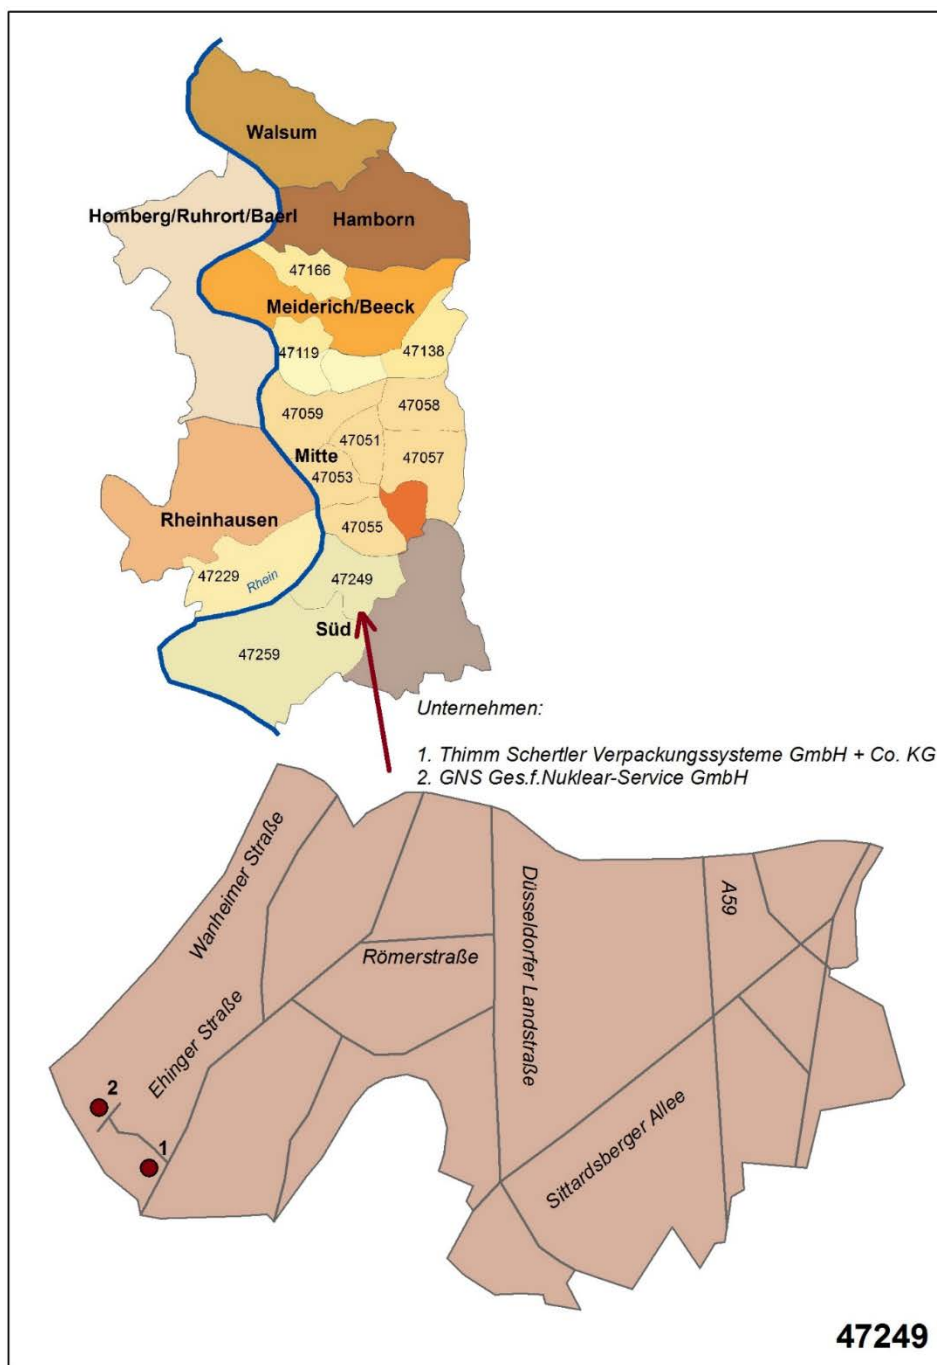 Walsum
Homberg/Ruhrort/Baerl
Hamborn
47166
Meiderich/Beeck
47119
47138
47059
47058
47051
Mitte
47057
47053
Rheinhausen
47055
47229
Rhein
47249
Süd
47259
Unternehmen:
1. Thimm Schertler Verpackungssysteme GmbH + Co. KG
2. GNS Ges.f.Nuklear-Service GmbH
Wanheimer Straße
Düsseldorfer Landstraße
A59
Römerstraße
Ehinger Straße
2
Sittardsberger Allee
1
47249